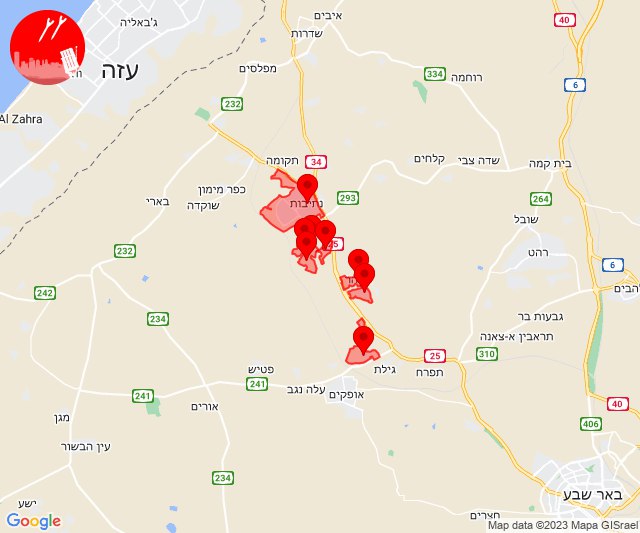 ג'באליה
איבים
שדרות
40
עזה
מפלסים
334
רוחמה
6
Al Zahra
232
תקומה
34
קלחים
שדה צבי
בית קמה
כפר מימון
שוקדה
בארי
נתיבות
293
264
שובל
232
25
רהט
6
242
להבים
234
גבעות בר
תראבין א-צאנה
310
25
גילת
תפרח
פטיש
241
241
עלה נגב
אופקים
40
אורים
מגן
406
עין הבשור
234
באר שבע
ישע
חצרים
Google
Map data ©2023 Mapa GISrael